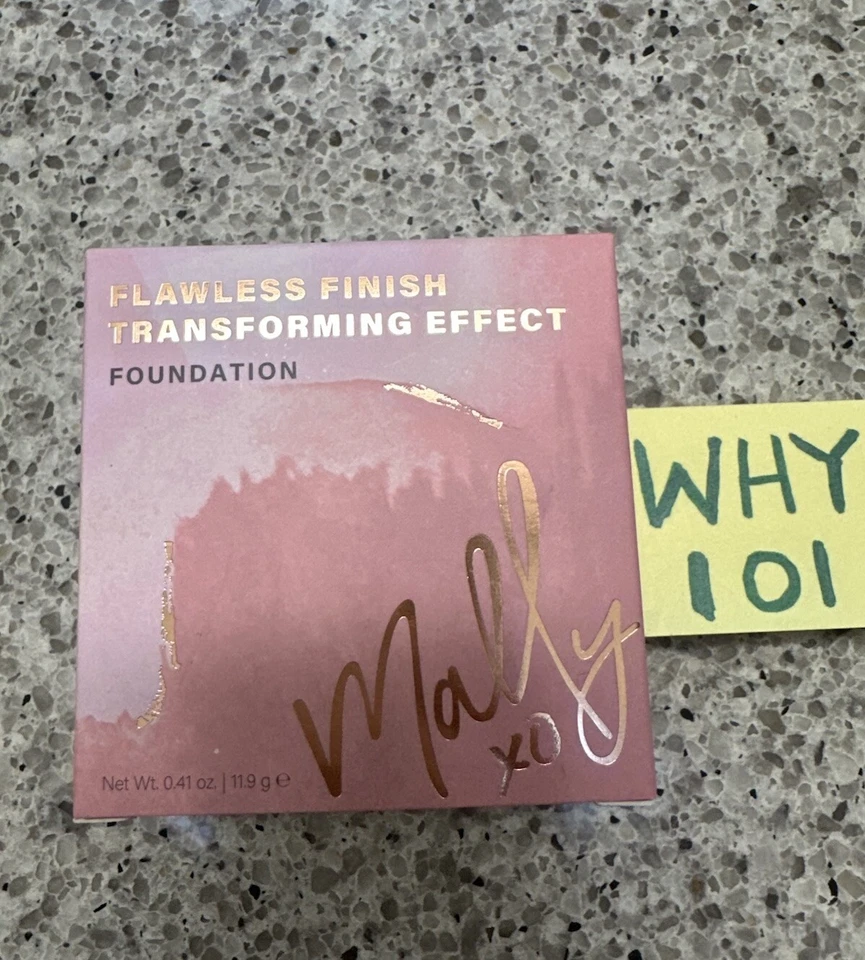 FLAWLESS FINISH
TRANSFORMING EFFECT
FOUNDATION
Mally
xo
Net Wt. 0.41 oz. | 11.9 g ℮
WHY
101